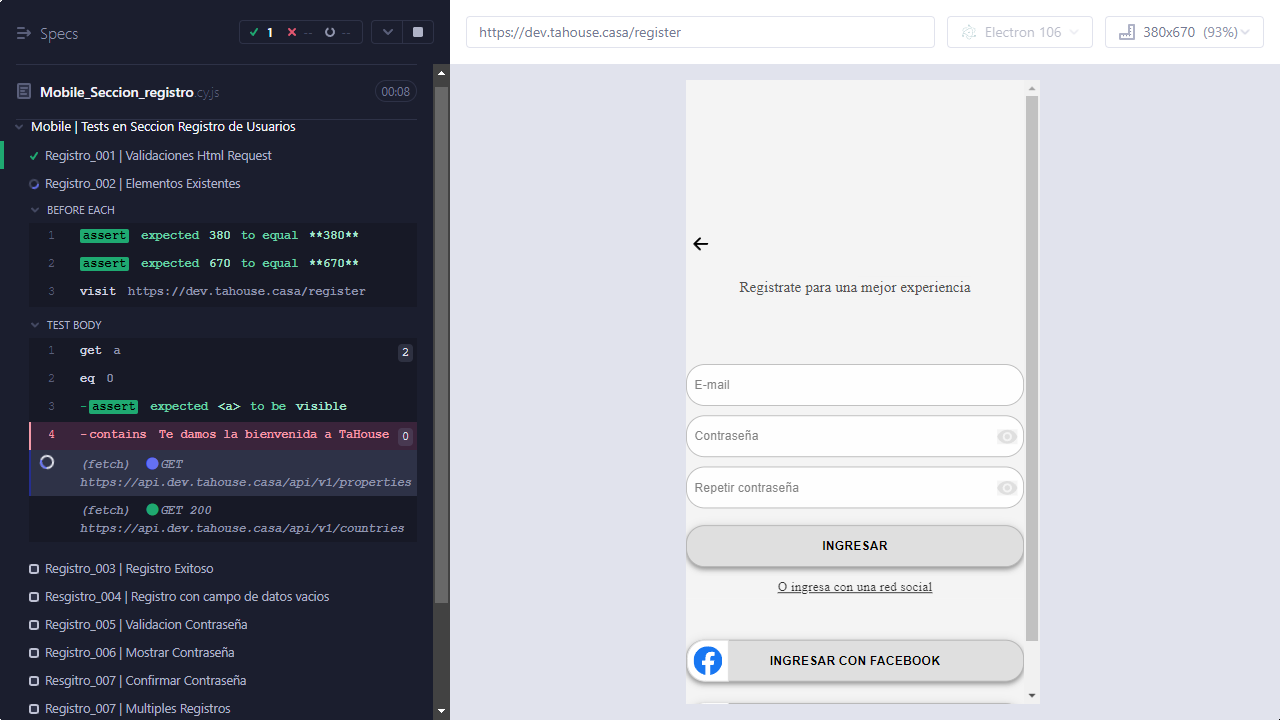 Specs
1
--
--
https://dev.tahouse.casa/register
Electron 106
380x670 (93%)
Mobile_Seccion_registro.cy.js
00:08
Mobile | Tests en Seccion Registro de Usuarios
Registro_001 | Validaciones Html Request
Registro_002 | Elementos Existentes
BEFORE EACH
1 assert expected 380 to equal **380**
2 assert expected 670 to equal **670**
3 visit https://dev.tahouse.casa/register
TEST BODY
1 get a 2
2 eq 0
3 -assert expected <a> to be visible
4 -contains Te damos la bienvenida a TaHouse 0
(fetch) GET
https://api.dev.tahouse.casa/api/v1/properties
(fetch) GET 200
https://api.dev.tahouse.casa/api/v1/countries
Registro_003 | Registro Exitoso
Resgistro_004 | Registro con campo de datos vacios
Registro_005 | Validacion Contraseña
Registro_006 | Mostrar Contraseña
Resgitro_007 | Confirmar Contraseña
Registro_007 | Multiples Registros
Registrate para una mejor experiencia
E-mail
Contraseña
Repetir contraseña
INGRESAR
O ingresa con una red social
INGRESAR CON FACEBOOK